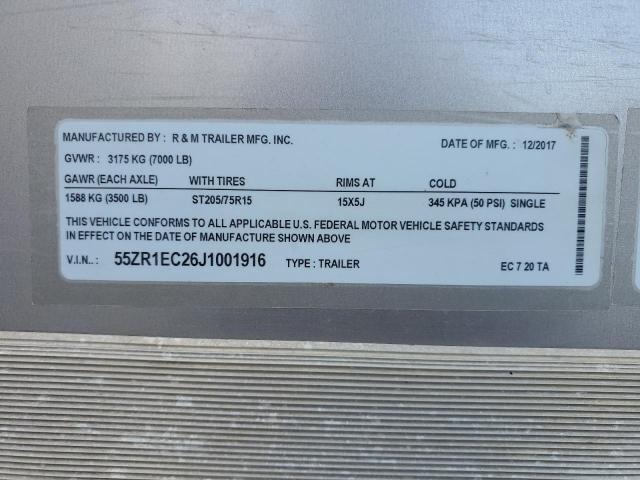 MANUFACTURED BY : R & M TRAILER MFG. INC. DATE OF MFG. : 12/2017
GVWR : 3175 KG (7000 LB)
GAWR (EACH AXLE) WITH TIRES RIMS AT COLD
1588 KG (3500 LB) ST205/75R15 15X5J 345 KPA (50 PSI) SINGLE
THIS VEHICLE CONFORMS TO ALL APPLICABLE U.S. FEDERAL MOTOR VEHICLE SAFETY STANDARDS
IN EFFECT ON THE DATE OF MANUFACTURE SHOWN ABOVE
V.I.N.. : 55ZR1EC26J1001916 TYPE : TRAILER EC 7 20 TA